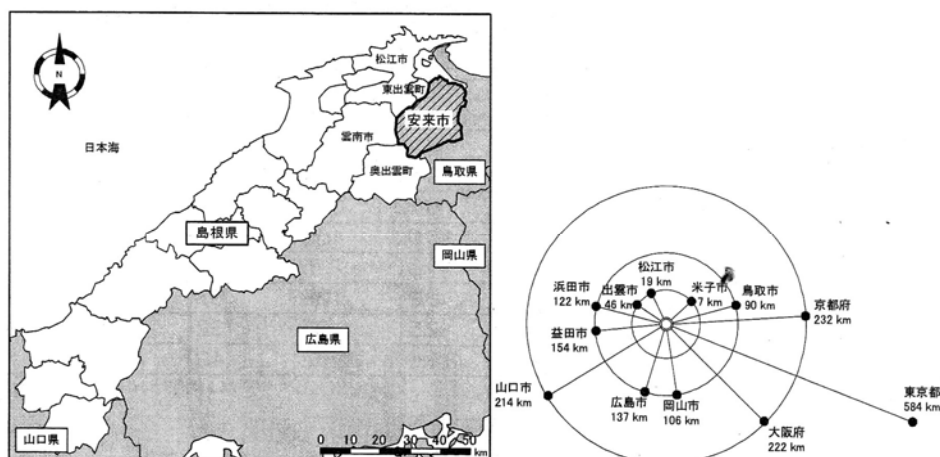 N
日本海
松江市
東出雲町
安来市
雲南市
奥出雲町
鳥取県
島根県
岡山県
広島県
山口県
0 10 20 30 40 50
km
松江市
19 km
米子市
7 km
出雲市
46 km
浜田市
122 km
鳥取市
90 km
京都府
232 km
益田市
154 km
山口市
214 km
広島市
137 km
岡山市
106 km
大阪府
222 km
東京都
584 km